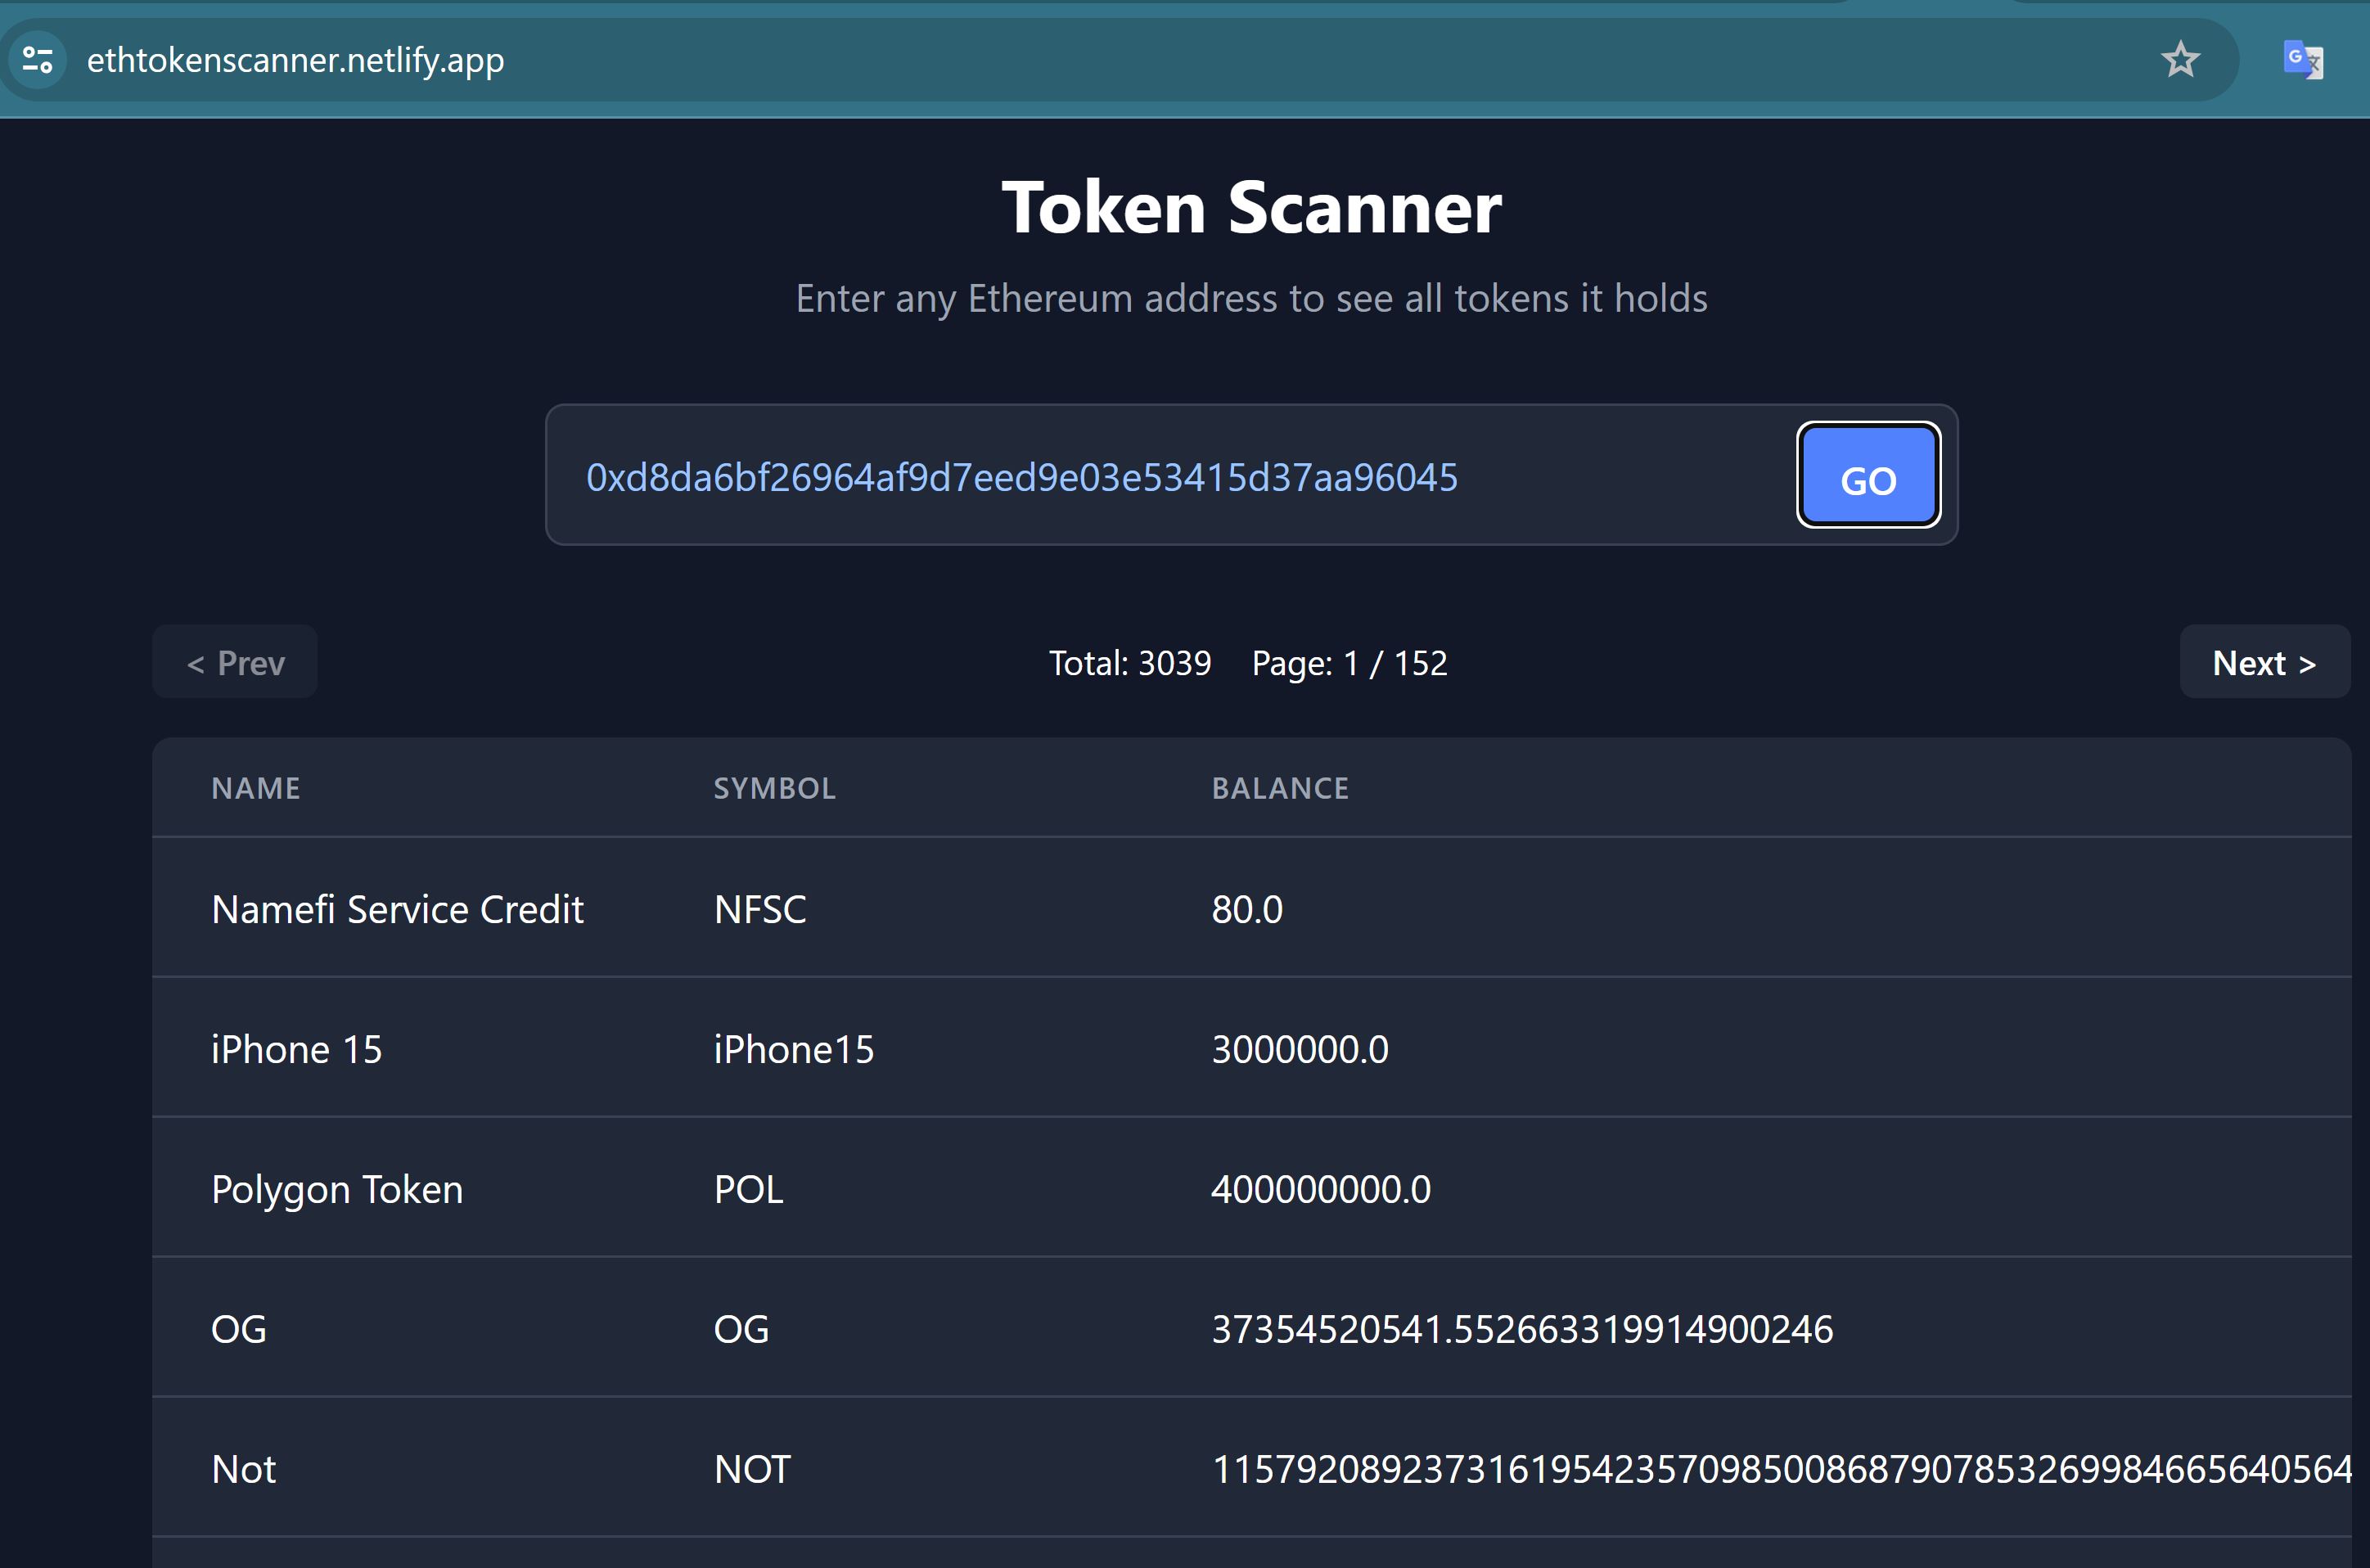 ethtokenscanner.netlify.app
Token Scanner
Enter any Ethereum address to see all tokens it holds
0xd8da6bf26964af9d7eed9e03e53415d37aa96045 GO
< Prev Total: 3039 Page: 1 / 152 Next >
NAME SYMBOL BALANCE
Namefi Service Credit NFSC 80.0
iPhone 15 iPhone15 3000000.0
Polygon Token POL 400000000.0
OG OG 37354520541.552663319914900246
Not NOT 115792089237316195423570985008687907853269984665640564